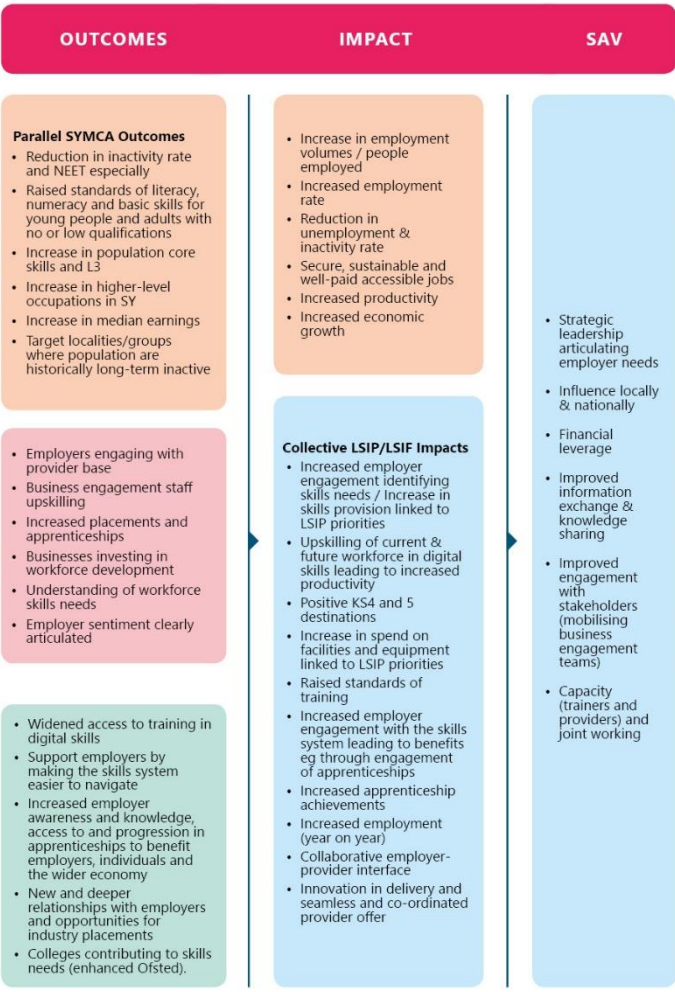 OUTCOMES
IMPACT
SAV
Parallel SYMCA Outcomes
• Reduction in inactivity rate
and NEET especially
• Raised standards of literacy,
numeracy and basic skills for
young people and adults with
no or low qualifications
• Increase in population core
skills and L3
• Increase in higher-level
occupations in SY
• Increase in median earnings
• Target localities/groups
where population are
historically long-term inactive
• Employers engaging with
provider base
• Business engagement staff
upskilling
• Increased placements and
apprenticeships
• Businesses investing in
workforce development
• Understanding of workforce
skills needs
• Employer sentiment clearly
articulated
• Widened access to training in
digital skills
• Support employers by
making the skills system
easier to navigate
• Increased employer
awareness and knowledge,
access to and progression in
apprenticeships to benefit
employers, individuals and
the wider economy
• New and deeper
relationships with employers
and opportunities for
industry placements
• Colleges contributing to skills
needs (enhanced Ofsted).
• Increase in employment
volumes / people
employed
• Increased employment
rate
• Reduction in
unemployment &
inactivity rate
• Secure, sustainable and
well-paid accessible jobs
• Increased productivity
• Increased economic
growth
Collective LSIP/LSIF Impacts
• Increased employer
engagement identifying
skills needs / Increase in
skills provision linked to
LSIP priorities
• Upskilling of current &
future workforce in digital
skills leading to increased
productivity
• Positive KS4 and 5
destinations
• Increase in spend on
facilities and equipment
linked to LSIP priorities
• Raised standards of
training
• Increased employer
engagement with the skills
system leading to benefits
eg through engagement
of apprenticeships
• Increased apprenticeship
achievements
• Increased employment
(year on year)
• Collaborative employer-
provider interface
• Innovation in delivery and
seamless and co-ordinated
provider offer
• Strategic
leadership
articulating
employer needs
• Influence locally
& nationally
• Financial
leverage
• Improved
information
exchange &
knowledge
sharing
• Improved
engagement
with
stakeholders
(mobilising
business
engagement
teams)
• Capacity
(trainers and
providers) and
joint working